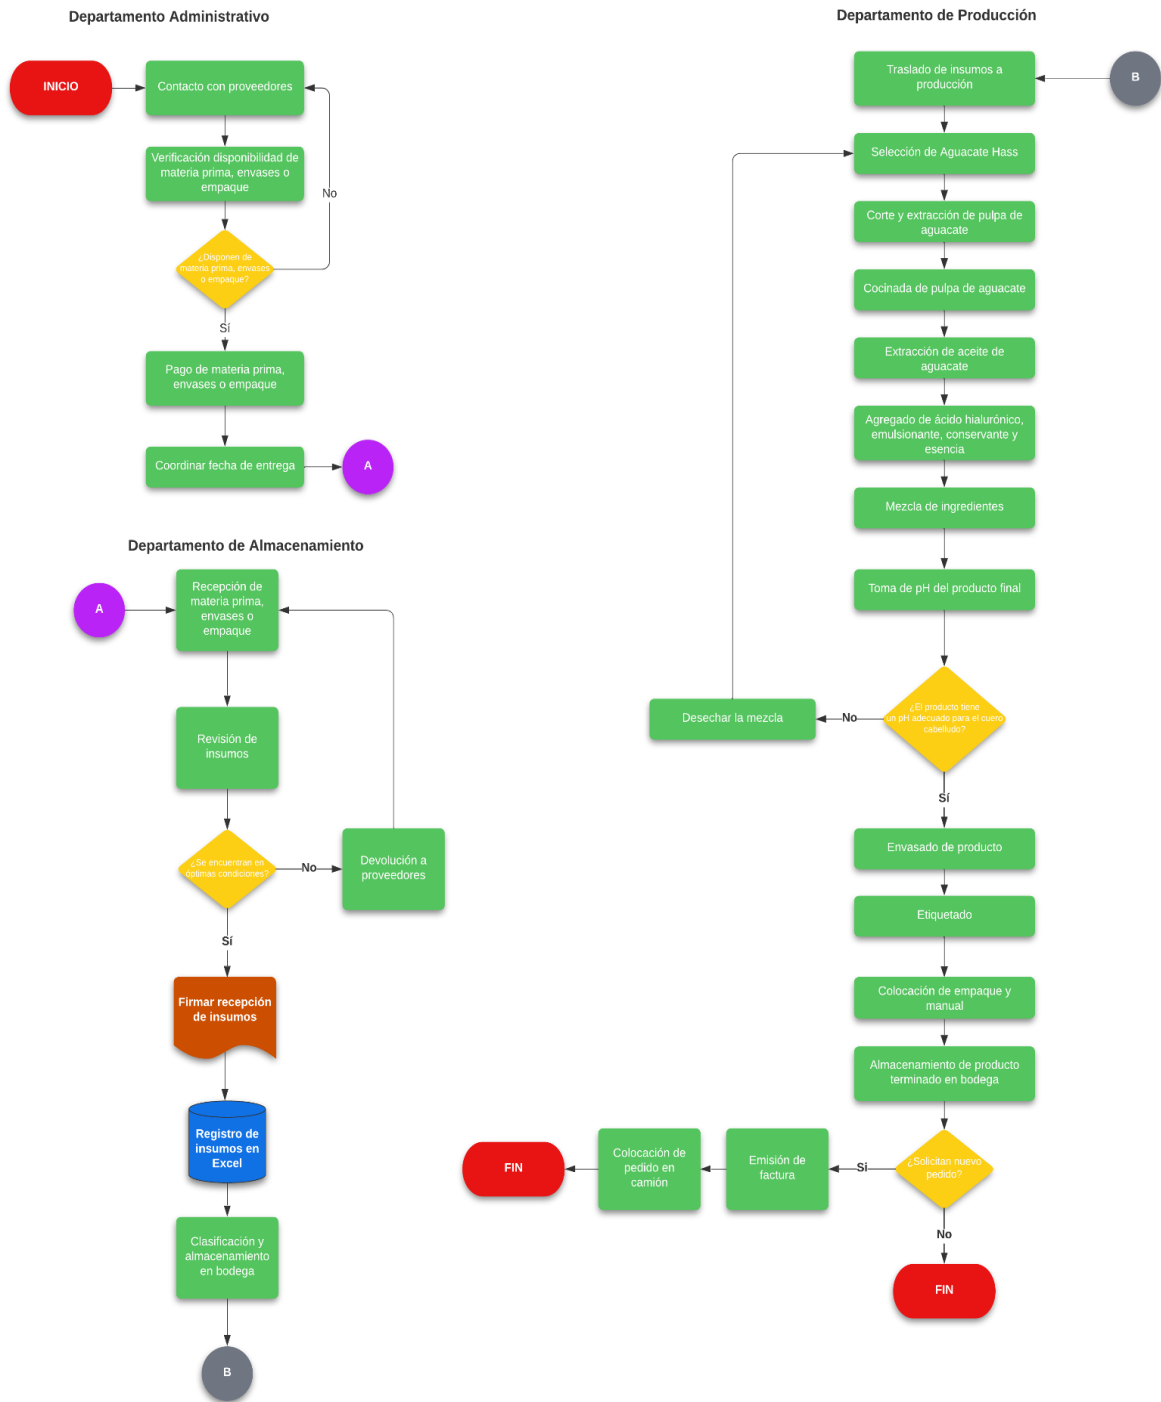 Departamento Administrativo
INICIO
Contacto con proveedores
Verificación disponibilidad de
materia prima, envases o
empaque
No
¿Disponen de
materia prima, envases
o empaque?
Sí
Pago de materia prima,
envases o empaque
Coordinar fecha de entrega
A
Departamento de Almacenamiento
A
Recepción de
materia prima,
envases o
empaque
Revisión de
insumos
¿Se encuentran en
óptimas condiciones?
No
Devolución a
proveedores
Sí
Firmar recepción
de insumos
Registro de
insumos en
Excel
Clasificación y
almacenamiento
en bodega
B
Departamento de Producción
B
Traslado de insumos a
producción
Selección de Aguacate Hass
Corte y extracción de pulpa de
aguacate
Cocinada de pulpa de aguacate
Extracción de aceite de
aguacate
Agregado de ácido hialurónico,
emulsionante, conservante y
esencia
Mezcla de ingredientes
Toma de pH del producto final
¿El producto tiene
un pH adecuado para el cuero
cabelludo?
No
Desechar la mezcla
Sí
Envasado de producto
Etiquetado
Colocación de empaque y
manual
Almacenamiento de producto
terminado en bodega
¿Solicitan nuevo
pedido?
Si
Emisión de
factura
Colocación de
pedido en
camión
FIN
No
FIN